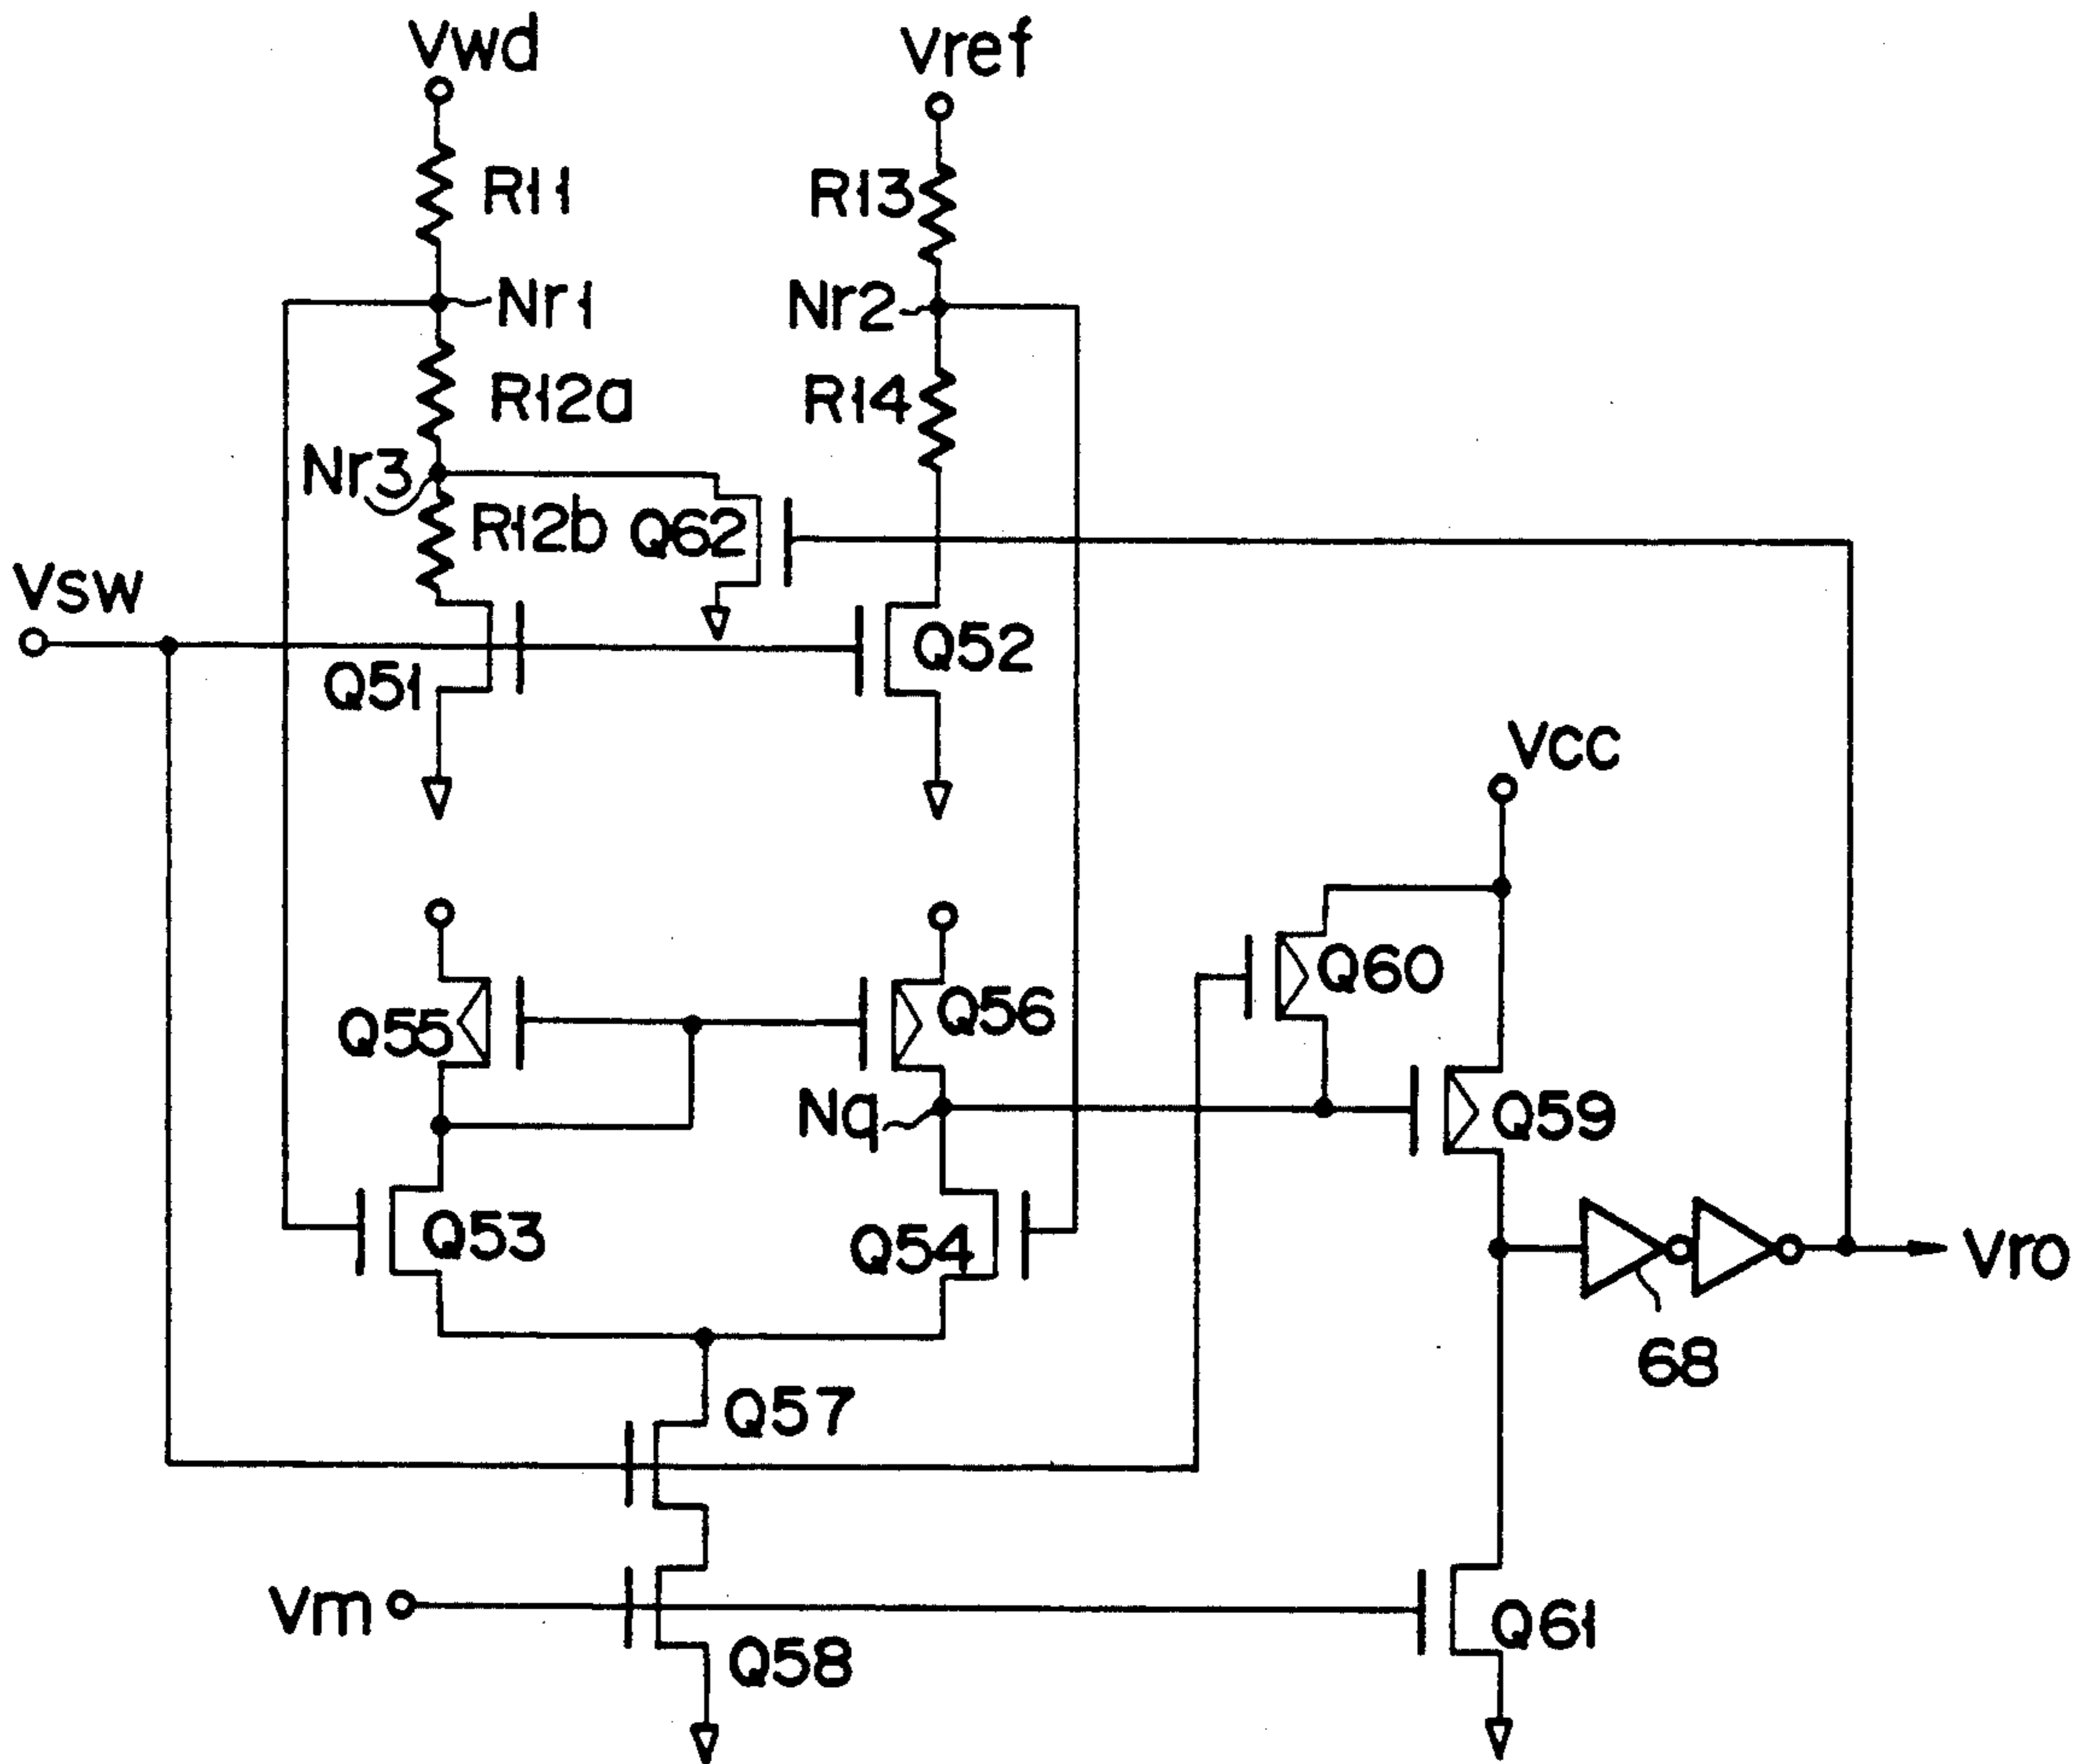 Vwd
Vref
R11
R13
Nr1
Nr2
R12a
R14
Nr3
R12b
Q62
Vsw
Q51
Q52
Vcc
Q55
Q56
Q60
Nq
Q59
Q53
Q54
Vro
68
Q57
Vm
Q58
Q61